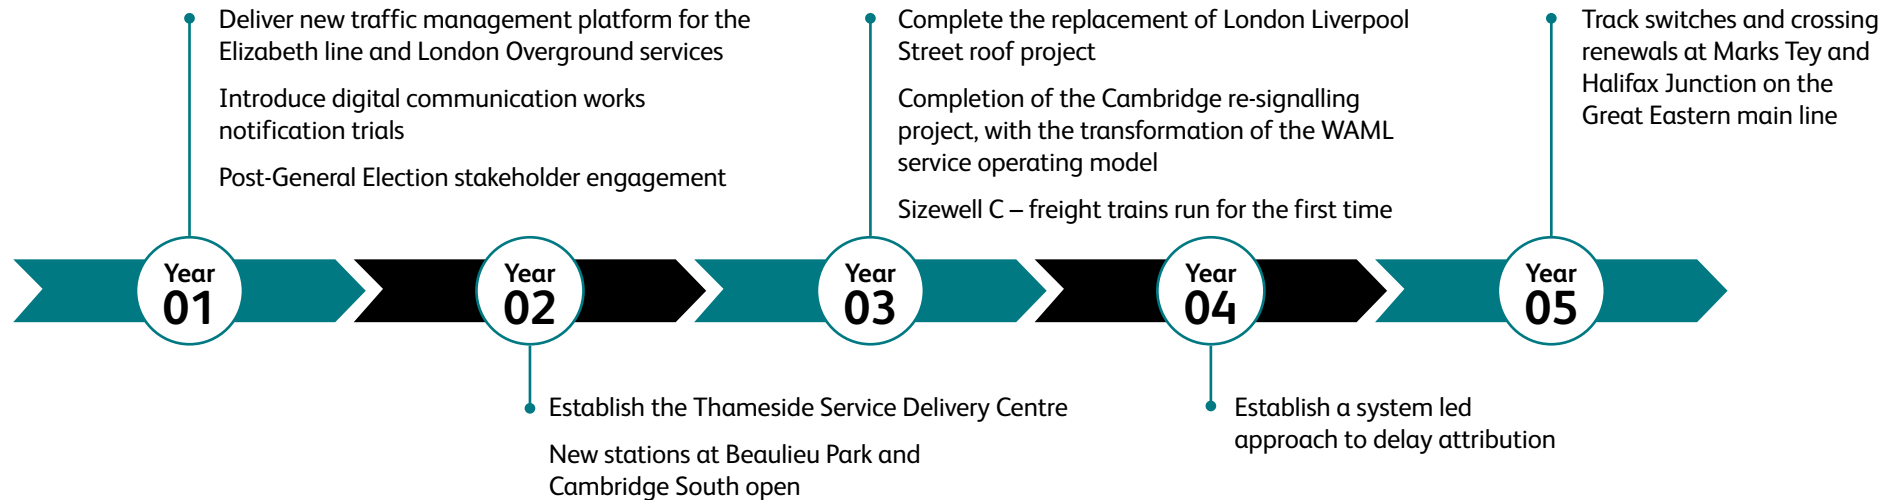 Deliver new traffic management platform for the
Elizabeth line and London Overground services
Introduce digital communication works
notification trials
Post-General Election stakeholder engagement
Complete the replacement of London Liverpool
Street roof project
Completion of the Cambridge re-signalling
project, with the transformation of the WAML
service operating model
Sizewell C – freight trains run for the first time
Track switches and crossing
renewals at Marks Tey and
Halifax Junction on the
Great Eastern main line
Year
01
Year
02
Year
03
Year
04
Year
05
Establish the Thameside Service Delivery Centre
New stations at Beaulieu Park and
Cambridge South open
Establish a system led
approach to delay attribution